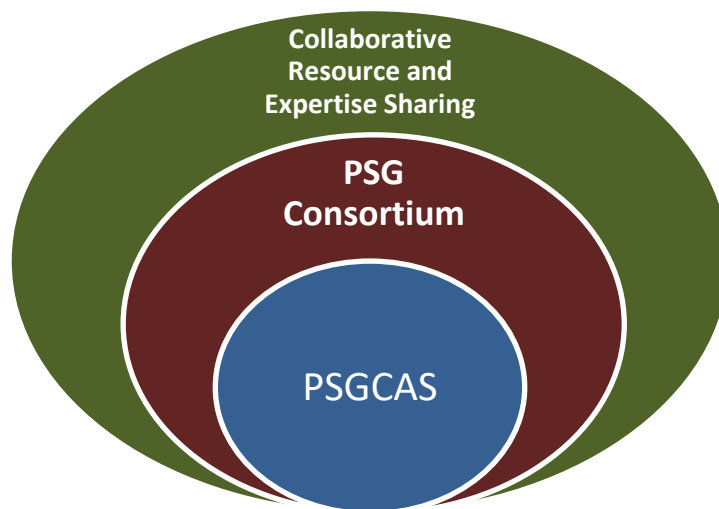 Collaborative
Resource and
Expertise Sharing
PSG
Consortium
PSGCAS